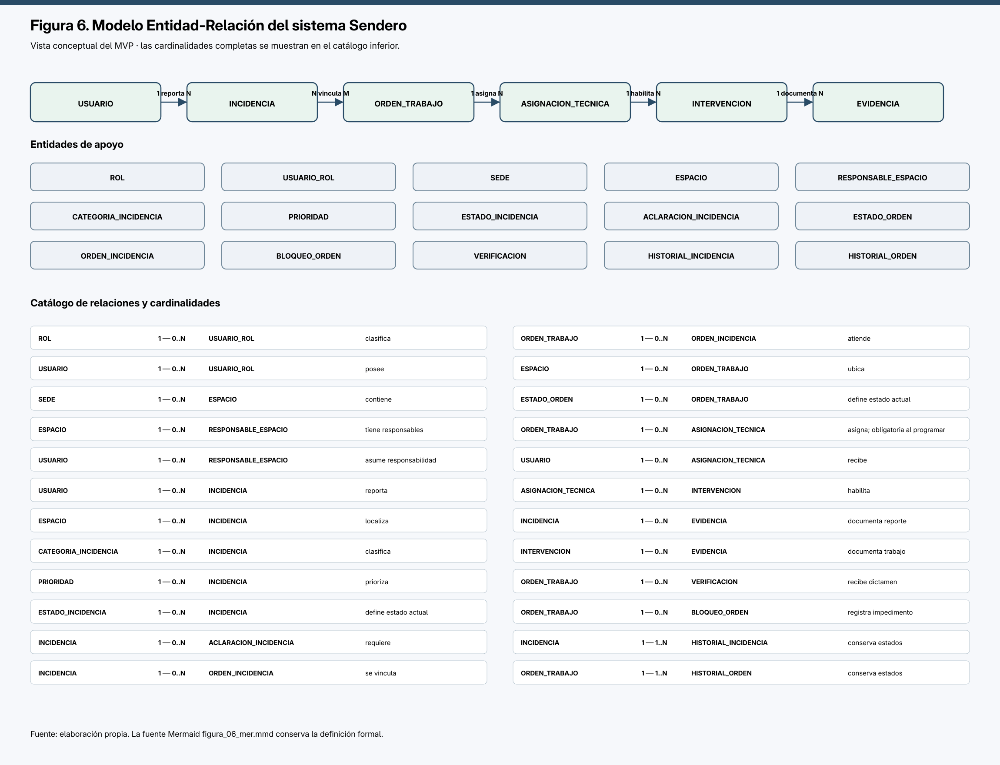 Figura 6. Modelo Entidad-Relación del sistema Sendero
Vista conceptual del MVP · las cardinalidades completas se muestran en el catálogo inferior.
USUARIO
1 reporta N
INCIDENCIA
N vincula M
ORDEN_TRABAJO
1 asigna N
ASIGNACION_TECNICA
1 habilita N
INTERVENCION
1 documenta N
EVIDENCIA
Entidades de apoyo
ROL
USUARIO_ROL
SEDE
ESPACIO
RESPONSABLE_ESPACIO
CATEGORIA_INCIDENCIA
PRIORIDAD
ESTADO_INCIDENCIA
ACLARACION_INCIDENCIA
ESTADO_ORDEN
ORDEN_INCIDENCIA
BLOQUEO_ORDEN
VERIFICACION
HISTORIAL_INCIDENCIA
HISTORIAL_ORDEN
Catálogo de relaciones y cardinalidades
ROL 1 — 0..N USUARIO_ROL clasifica
USUARIO 1 — 0..N USUARIO_ROL posee
SEDE 1 — 0..N ESPACIO contiene
ESPACIO 1 — 0..N RESPONSABLE_ESPACIO tiene responsables
USUARIO 1 — 0..N RESPONSABLE_ESPACIO asume responsabilidad
USUARIO 1 — 0..N INCIDENCIA reporta
ESPACIO 1 — 0..N INCIDENCIA localiza
CATEGORIA_INCIDENCIA 1 — 0..N INCIDENCIA clasifica
PRIORIDAD 1 — 0..N INCIDENCIA prioriza
ESTADO_INCIDENCIA 1 — 0..N INCIDENCIA define estado actual
INCIDENCIA 1 — 0..N ACLARACION_INCIDENCIA requiere
INCIDENCIA 1 — 0..N ORDEN_INCIDENCIA se vincula
ORDEN_TRABAJO 1 — 0..N ORDEN_INCIDENCIA atiende
ESPACIO 1 — 0..N ORDEN_TRABAJO ubica
ESTADO_ORDEN 1 — 0..N ORDEN_TRABAJO define estado actual
ORDEN_TRABAJO 1 — 0..N ASIGNACION_TECNICA asigna; obligatoria al programar
USUARIO 1 — 0..N ASIGNACION_TECNICA recibe
ASIGNACION_TECNICA 1 — 0..N INTERVENCION habilita
INCIDENCIA 1 — 0..N EVIDENCIA documenta reporte
INTERVENCION 1 — 0..N EVIDENCIA documenta trabajo
ORDEN_TRABAJO 1 — 0..N VERIFICACION recibe dictamen
ORDEN_TRABAJO 1 — 0..N BLOQUEO_ORDEN registra impedimento
INCIDENCIA 1 — 1..N HISTORIAL_INCIDENCIA conserva estados
ORDEN_TRABAJO 1 — 1..N HISTORIAL_ORDEN conserva estados
Fuente: elaboración propia. La fuente Mermaid figura_06_mer.mmd conserva la definición formal.